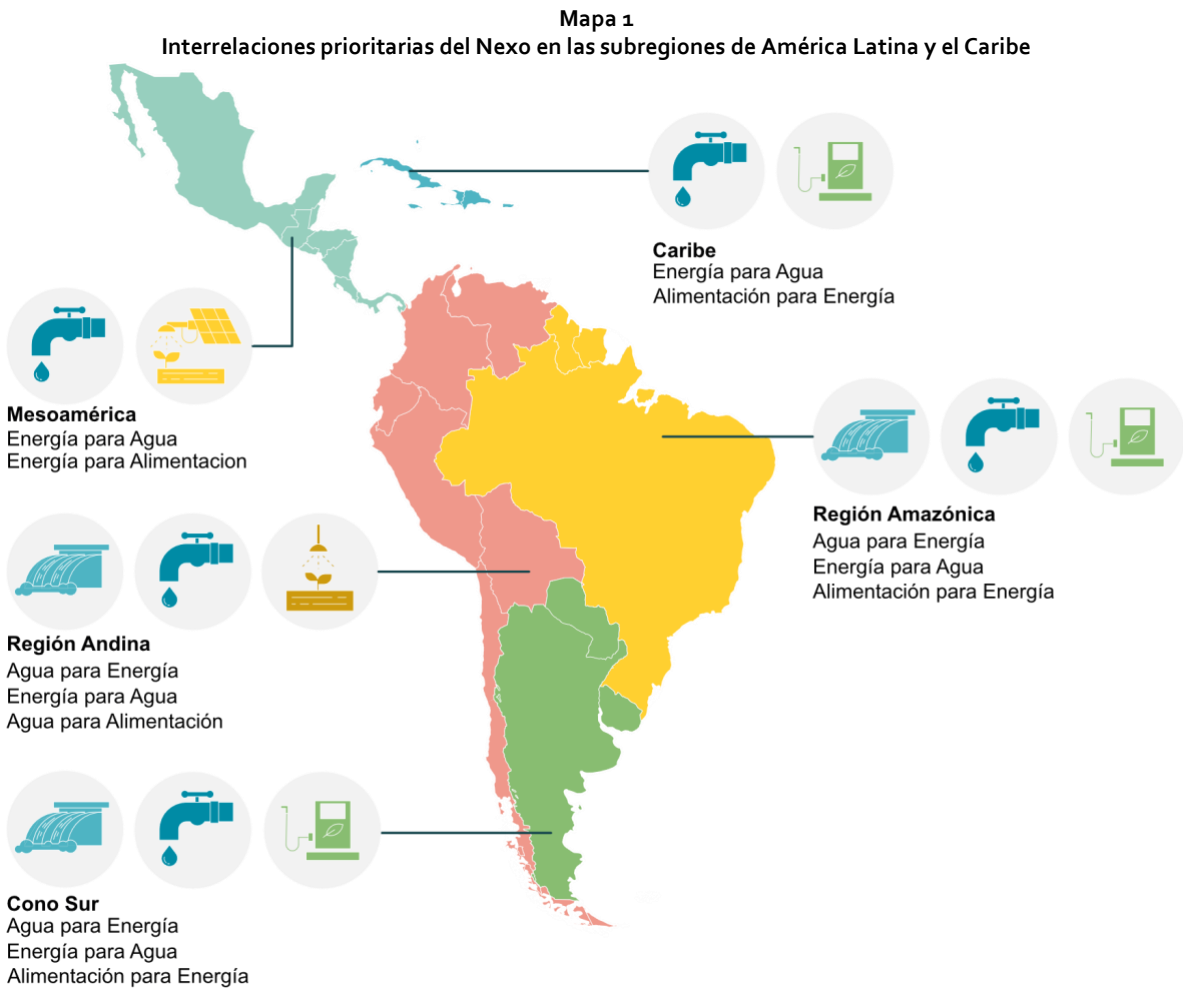 Mapa 1
Interrelaciones prioritarias del Nexo en las subregiones de América Latina y el Caribe
Caribe
Energía para Agua
Alimentación para Energía
Mesoamérica
Energía para Agua
Energía para Alimentacion
Región Amazónica
Agua para Energía
Energía para Agua
Alimentación para Energía
Región Andina
Agua para Energía
Energía para Agua
Agua para Alimentación
Cono Sur
Agua para Energía
Energía para Agua
Alimentación para Energía